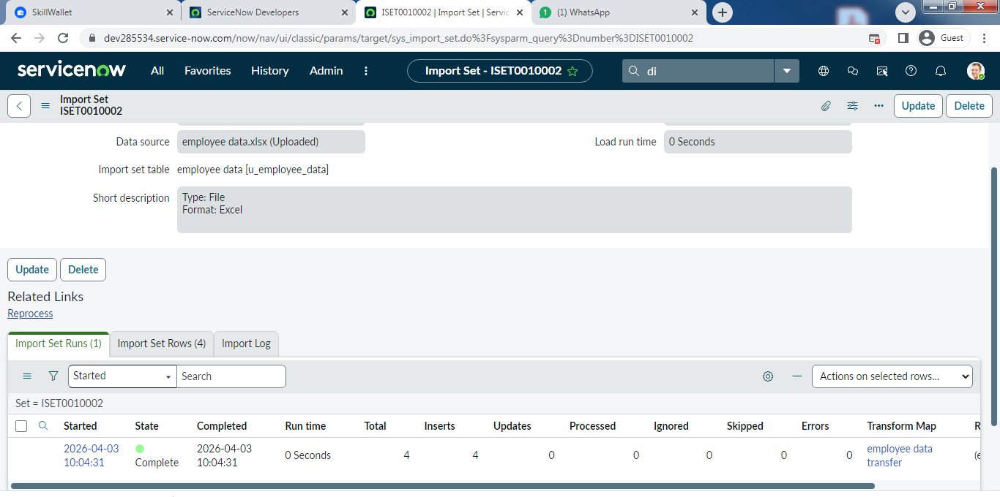 SkillWallet
ServiceNow Developers
ISET0010002 | Import Set | Servic
1
(1) WhatsApp
dev285534.service-now.com/now/nav/ui/classic/params/target/sys_import_set.do%3Fsysparm_query%3Dnumber%3DISET0010002
Guest
servicenow
All
Favorites
History
Admin
Import Set - ISET0010002
di
Import Set
ISET0010002
Update
Delete
Data source
employee data.xlsx (Uploaded)
Load run time
0 Seconds
Import set table
employee data [u_employee_data]
Short description
Type: File
Format: Excel
Update
Delete
Related Links
Reprocess
Import Set Runs (1)
Import Set Rows (4)
Import Log
Started
Search
Actions on selected rows...
Set = ISET0010002
Started State Completed Run time Total Inserts Updates Processed Ignored Skipped Errors Transform Map
2026-04-03 10:04:31
Complete
2026-04-03 10:04:31
0 Seconds
4
4
0
0
0
0
0
employee data transfer
(e